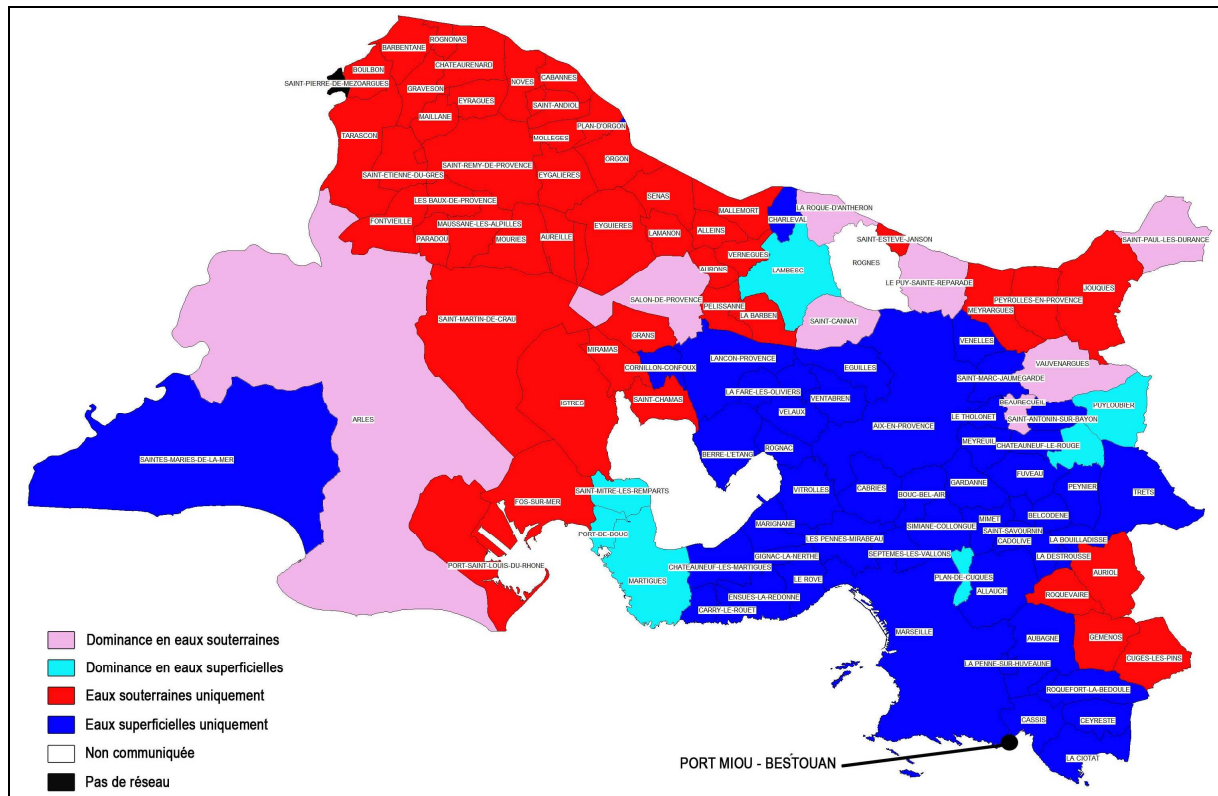 ROGNONAS
BARBENTANE
CHATEAURENARD
BOULBON
CABANNES
NOVES
SAINT-PIERRE-DE-MEZOARGUES
GRAVESON
EYRAGUES
SAINT-ANDIOL
MAILLANE
PLAN-D'ORGON
TARASCON
MOLLEGES
ORGON
SAINT-REMY-DE-PROVENCE
SAINT-ETIENNE-DU-GRES
EYGALIERES
SENAS
LES BAUX-DE-PROVENCE
LA ROQUE-D'ANTHERON
MALLEMORT
FONTVIEILLE
MAUSSANE-LES-ALPILLES
CHARLEVAL
EYGUIERES
ALLEINS
LAMANON
AUREILLE
PARADOU
MOURIES
SAINT-ESTEVE-JANSON
SAINT-PAUL-LES-DURANCE
VERNEGUES
ROGNES
AURONS
LAMBESC
LE PUY-SAINTE-REPARADE
JOUQUES
SALON-DE-PROVENCE
PEYROLLES-EN-PROVENCE
PELISSANNE
MEYRARGUES
LA BARBEN
SAINT-MARTIN-DE-CRAU
SAINT-CANNAT
GRANS
VENELLES
MIRAMAS
LANCON-PROVENCE
VAUVENARGUES
CORNILLON-CONFOUX
EGUILLES
SAINT-MARC-JAUMEGARDE
LA FARE-LES-OLIVIERS
SAINT-CHAMAS
VENTABREN
ISTRES
BEAURECUEIL
PUYLOUBIER
VELAUX
LE THOLONET
SAINT-ANTONIN-SUR-BAYON
ARLES
AIX-EN-PROVENCE
MEYREUIL
CHATEAUNEUF-LE-ROUGE
ROGNAC
BERRE-L'ETANG
SAINTES-MARIES-DE-LA-MER
FUVEAU
GARDANNE
PEYNIER
CABRIES
VITROLLES
SAINT-MITRE-LES-REMPARTS
TRETS
BOUC-BEL-AIR
FOS-SUR-MER
BELCODENE
MIMET
MARIGNANE
SIMIANE-COLLONGUE
SAINT-SAVOURNIN
PORT-DE-BOUC
LES PENNES-MIRABEAU
CADOLIVE
LA BOUILLADISSE
SEPTEMES-LES-VALLONS
GIGNAC-LA-NERTHE
LA DESTROUSSE
PORT-SAINT-LOUIS-DU-RHONE
CHATEAUNEUF-LES-MARTIGUES
AURIOL
PLAN-DE-CUQUES
LE ROVE
MARTIGUES
ALLAUCH
ROQUEVAIRE
ENSUES-LA-REDONNE
CARRY-LE-ROUET
MARSEILLE
AUBAGNE
GEMENOS
CUGES-LES-PINS
LA PENNE-SUR-HUVEAUNE
ROQUEFORT-LA-BEDOULE
CASSIS
CEYRESTE
LA CIOTAT
PORT MIOU - BESTOUAN
Dominance en eaux souterraines
Dominance en eaux superficielles
Eaux souterraines uniquement
Eaux superficielles uniquement
Non communiquée
Pas de réseau